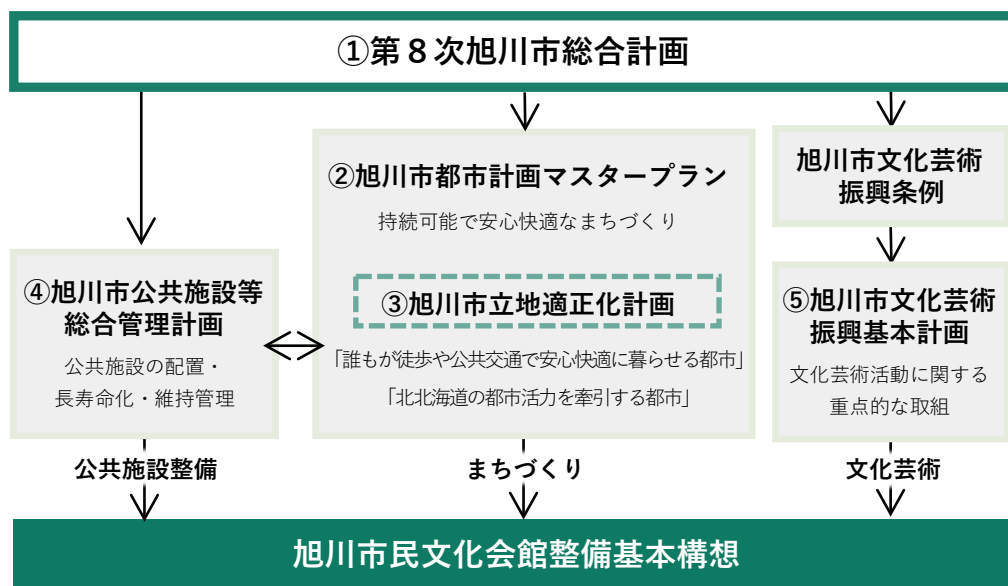 ①第８次旭川市総合計画
②旭川市都市計画マスタープラン
持続可能で安心快適なまちづくり
③旭川市立地適正化計画
「誰もが徒歩や公共交通で安心快適に暮らせる都市」
「北北海道の都市活力を牽引する都市」
④旭川市公共施設等
総合管理計画
公共施設の配置・
長寿命化・維持管理
旭川市文化芸術
振興条例
⑤旭川市文化芸術
振興基本計画
文化芸術活動に関する
重点的な取組
公共施設整備
まちづくり
文化芸術
旭川市民文化会館整備基本構想